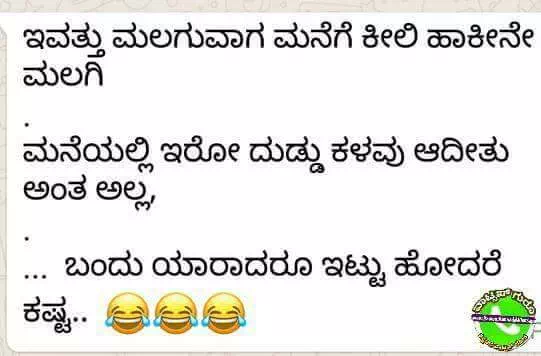 ಇವತ್ತು ಮಲಗುವಾಗ ಮನೆಗೆ ಕೀಲಿ ಹಾಕೀನೇ
ಮಲಗಿ
.
ಮನೆಯಲ್ಲಿ ಇರೋ ದುಡ್ಡು ಕಳವು ಆದೀತು
ಅಂತ ಅಲ್ಲ,
.
... ಬಂದು ಯಾರಾದರೂ ಇಟ್ಟು ಹೋದರೆ
ಕಷ್ಟ.. 😂😂😂